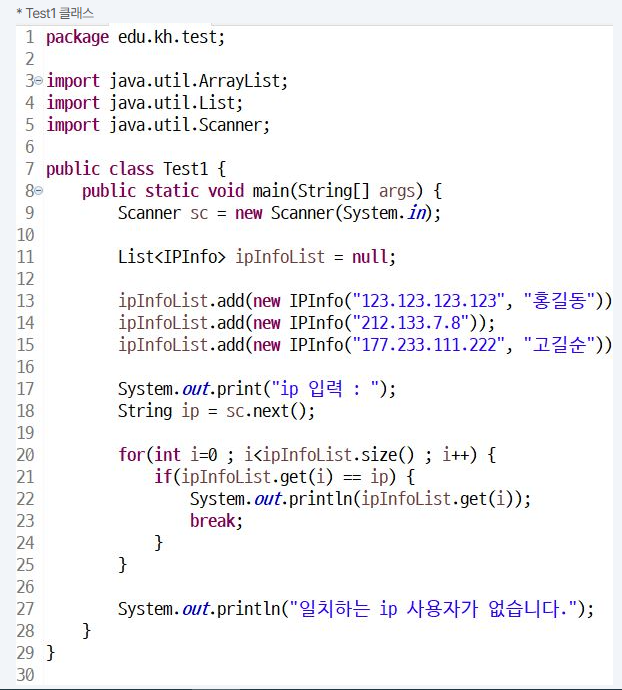 * Test1 클래스
1 package edu.kh.test;
2
3 import java.util.ArrayList;
4 import java.util.List;
5 import java.util.Scanner;
6
7 public class Test1 {
8     public static void main(String[] args) {
9         Scanner sc = new Scanner(System.in);
10
11         List<IPInfo> ipInfoList = null;
12
13         ipInfoList.add(new IPInfo("123.123.123.123", "홍길동"))
14         ipInfoList.add(new IPInfo("212.133.7.8"));
15         ipInfoList.add(new IPInfo("177.233.111.222", "고길순"))
16
17         System.out.print("ip 입력 : ");
18         String ip = sc.next();
19
20         for(int i=0 ; i<ipInfoList.size() ; i++) {
21             if(ipInfoList.get(i) == ip) {
22                 System.out.println(ipInfoList.get(i));
23                 break;
24             }
25         }
26
27         System.out.println("일치하는 ip 사용자가 없습니다.");
28     }
29 }
30